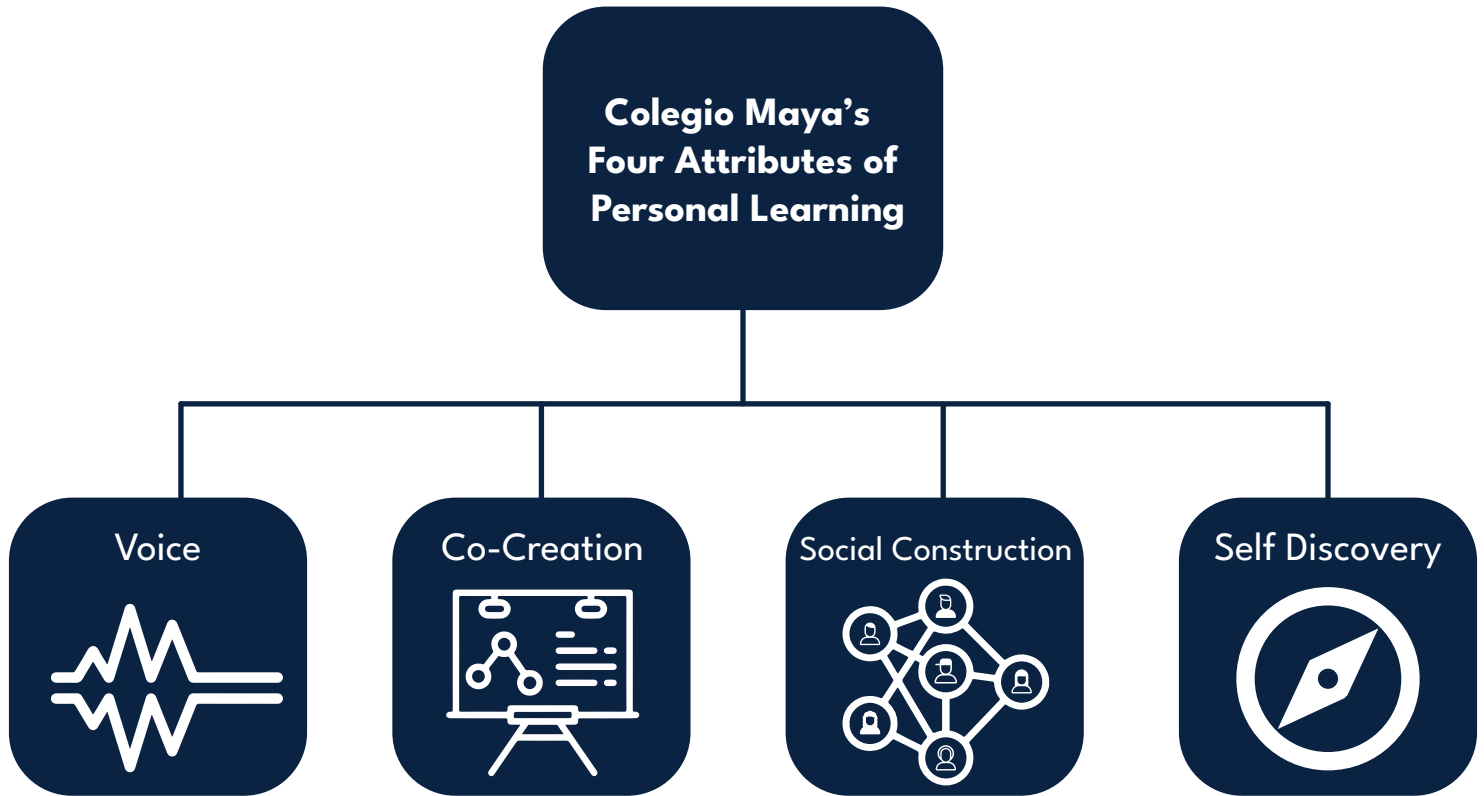 Colegio Maya’s
Four Attributes of
Personal Learning
Voice
Co-Creation
Social Construction
Self Discovery